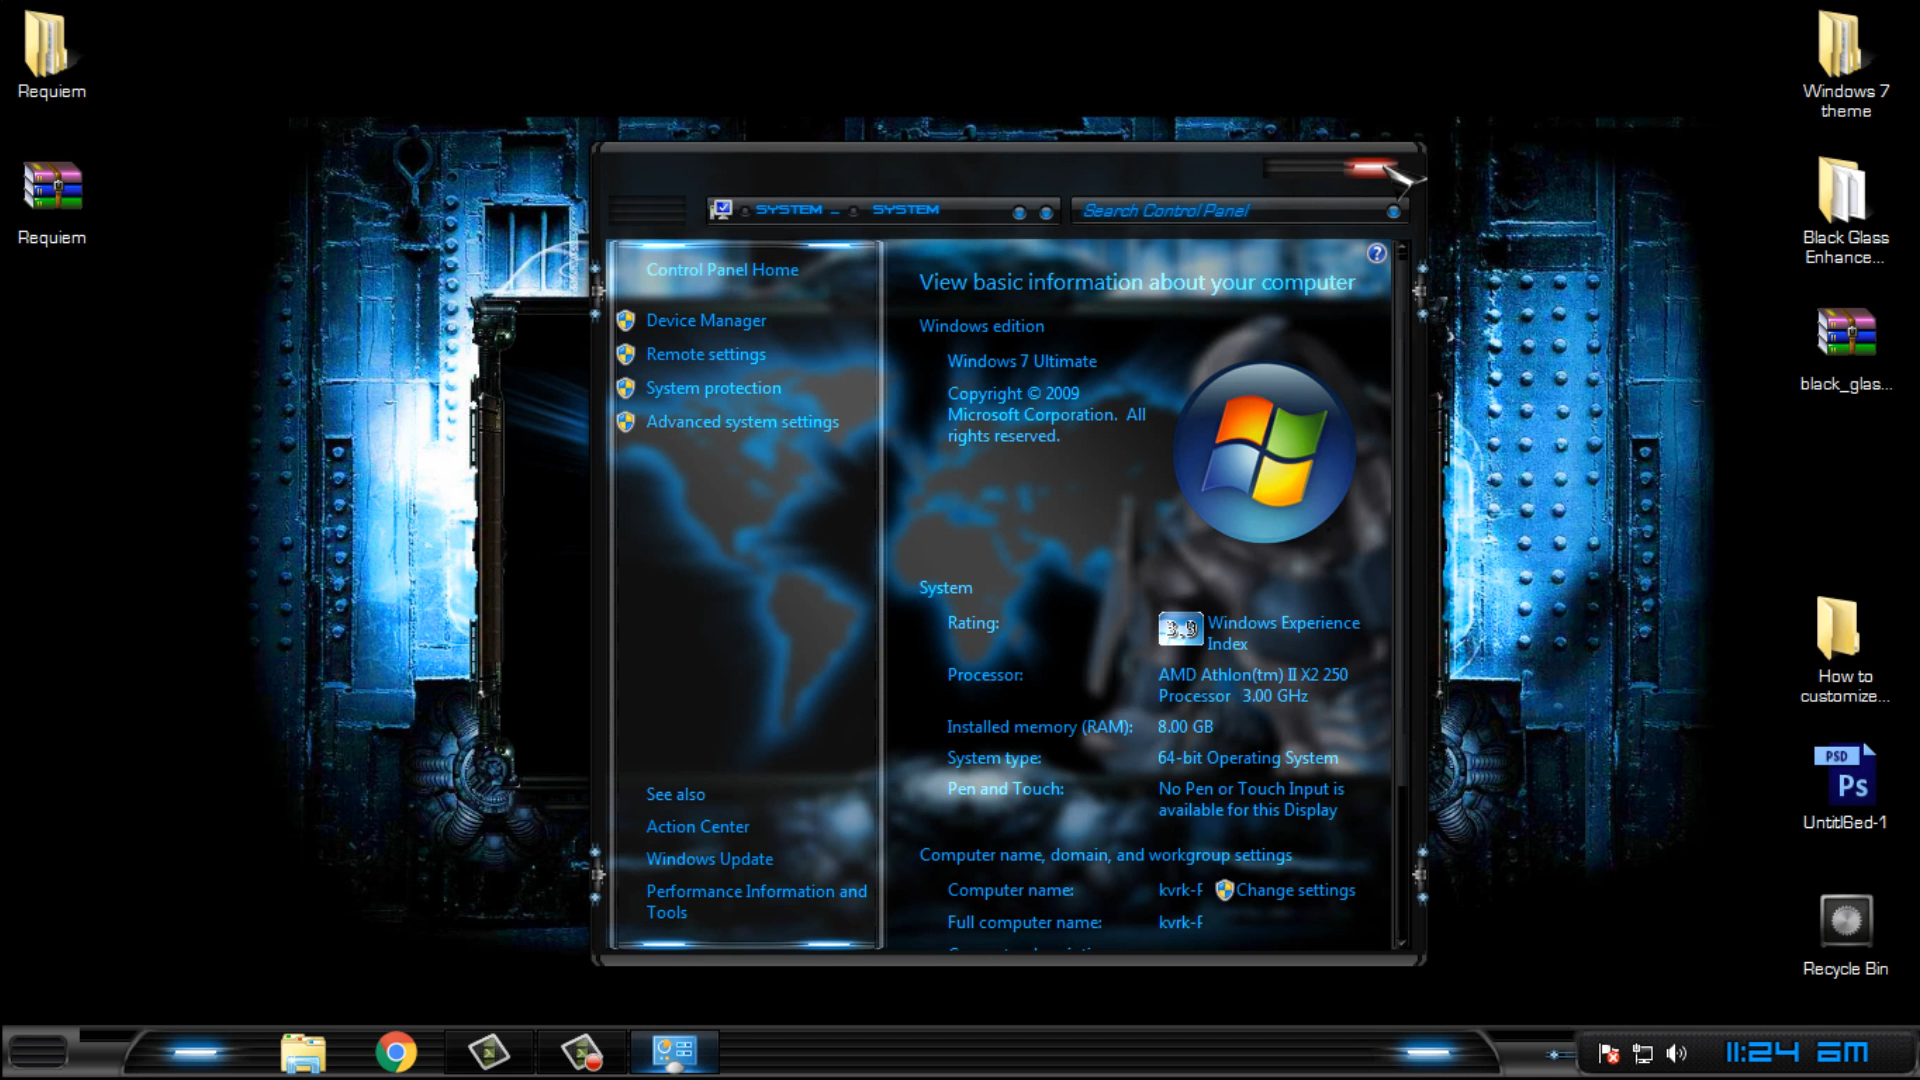 Requiem
Requiem
Windows 7
theme
Black Glass
Enhance...
black_glas...
How to
customize...
PSD
Ps
Untitl6ed-1
Recycle Bin
SYSTEM
SYSTEM
Search Control Panel
Control Panel Home
Device Manager
Remote settings
System protection
Advanced system settings
See also
Action Center
Windows Update
Performance Information and
Tools
View basic information about your computer
Windows edition
Windows 7 Ultimate
Copyright © 2009
Microsoft Corporation. All
rights reserved.
System
Rating:
3.9 Windows Experience
Index
Processor:
AMD Athlon(tm) II X2 250
Processor 3.00 GHz
Installed memory (RAM): 8.00 GB
System type: 64-bit Operating System
Pen and Touch: No Pen or Touch Input is
available for this Display
Computer name, domain, and workgroup settings
Computer name: kvrk-P Change settings
Full computer name: kvrk-P
11:24 AM